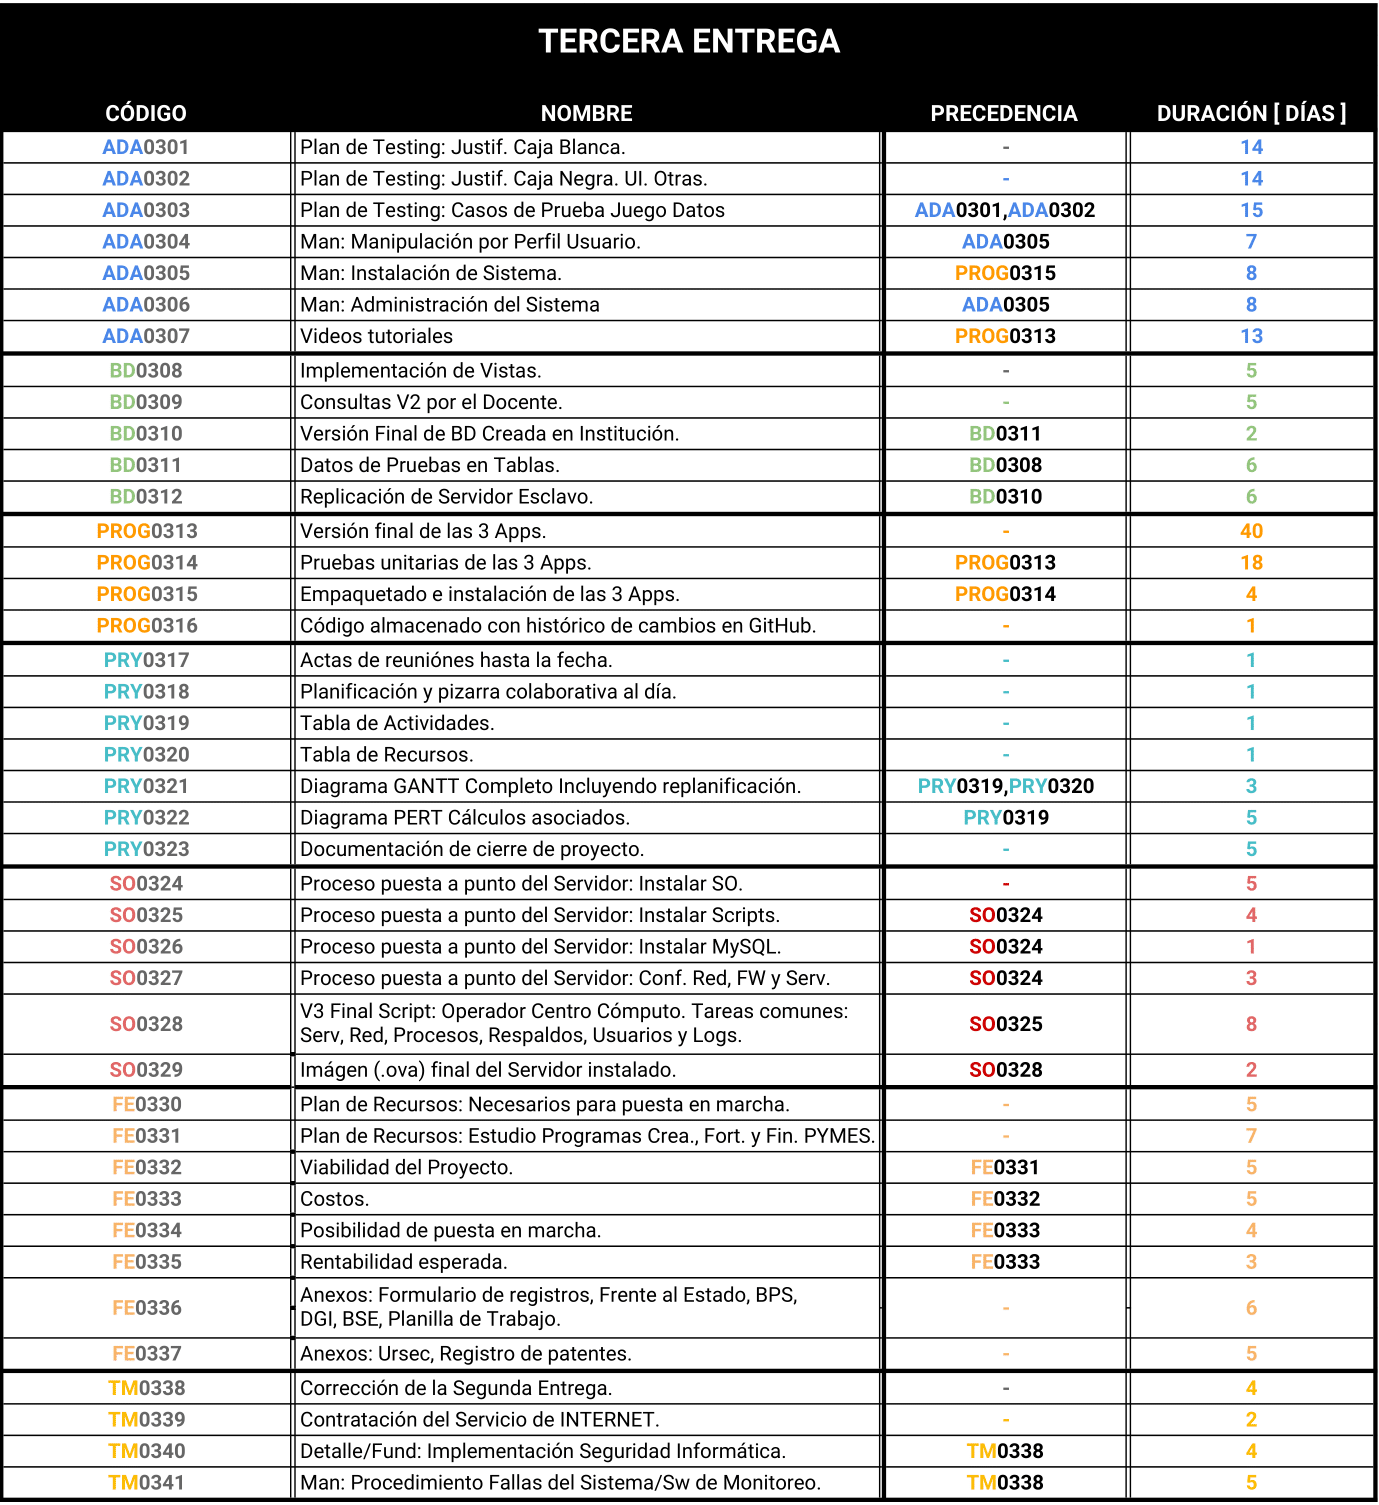 TERCERA ENTREGA
CÓDIGO NOMBRE PRECEDENCIA DURACIÓN [ DÍAS ]
ADA0301 Plan de Testing: Justif. Caja Blanca. - 14
ADA0302 Plan de Testing: Justif. Caja Negra. UI. Otras. - 14
ADA0303 Plan de Testing: Casos de Prueba Juego Datos ADA0301,ADA0302 15
ADA0304 Man: Manipulación por Perfil Usuario. ADA0305 7
ADA0305 Man: Instalación de Sistema. PROG0315 8
ADA0306 Man: Administración del Sistema ADA0305 8
ADA0307 Videos tutoriales PROG0313 13
BD0308 Implementación de Vistas. - 5
BD0309 Consultas V2 por el Docente. - 5
BD0310 Versión Final de BD Creada en Institución. BD0311 2
BD0311 Datos de Pruebas en Tablas. BD0308 6
BD0312 Replicación de Servidor Esclavo. BD0310 6
PROG0313 Versión final de las 3 Apps. - 40
PROG0314 Pruebas unitarias de las 3 Apps. PROG0313 18
PROG0315 Empaquetado e instalación de las 3 Apps. PROG0314 4
PROG0316 Código almacenado con histórico de cambios en GitHub. - 1
PRY0317 Actas de reuniónes hasta la fecha. - 1
PRY0318 Planificación y pizarra colaborativa al día. - 1
PRY0319 Tabla de Actividades. - 1
PRY0320 Tabla de Recursos. - 1
PRY0321 Diagrama GANTT Completo Incluyendo replanificación. PRY0319,PRY0320 3
PRY0322 Diagrama PERT Cálculos asociados. PRY0319 5
PRY0323 Documentación de cierre de proyecto. - 5
SO0324 Proceso puesta a punto del Servidor: Instalar SO. - 5
SO0325 Proceso puesta a punto del Servidor: Instalar Scripts. SO0324 4
SO0326 Proceso puesta a punto del Servidor: Instalar MySQL. SO0324 1
SO0327 Proceso puesta a punto del Servidor: Conf. Red, FW y Serv. SO0324 3
SO0328 V3 Final Script: Operador Centro Cómputo. Tareas comunes:
Serv, Red, Procesos, Respaldos, Usuarios y Logs. SO0325 8
SO0329 Imágen (.ova) final del Servidor instalado. SO0328 2
FE0330 Plan de Recursos: Necesarios para puesta en marcha. - 5
FE0331 Plan de Recursos: Estudio Programas Crea., Fort. y Fin. PYMES. - 7
FE0332 Viabilidad del Proyecto. FE0331 5
FE0333 Costos. FE0332 5
FE0334 Posibilidad de puesta en marcha. FE0333 4
FE0335 Rentabilidad esperada. FE0333 3
FE0336 Anexos: Formulario de registros, Frente al Estado, BPS,
DGI, BSE, Planilla de Trabajo. - 6
FE0337 Anexos: Ursec, Registro de patentes. - 5
TM0338 Corrección de la Segunda Entrega. - 4
TM0339 Contratación del Servicio de INTERNET. - 2
TM0340 Detalle/Fund: Implementación Seguridad Informática. TM0338 4
TM0341 Man: Procedimiento Fallas del Sistema/Sw de Monitoreo. TM0338 5